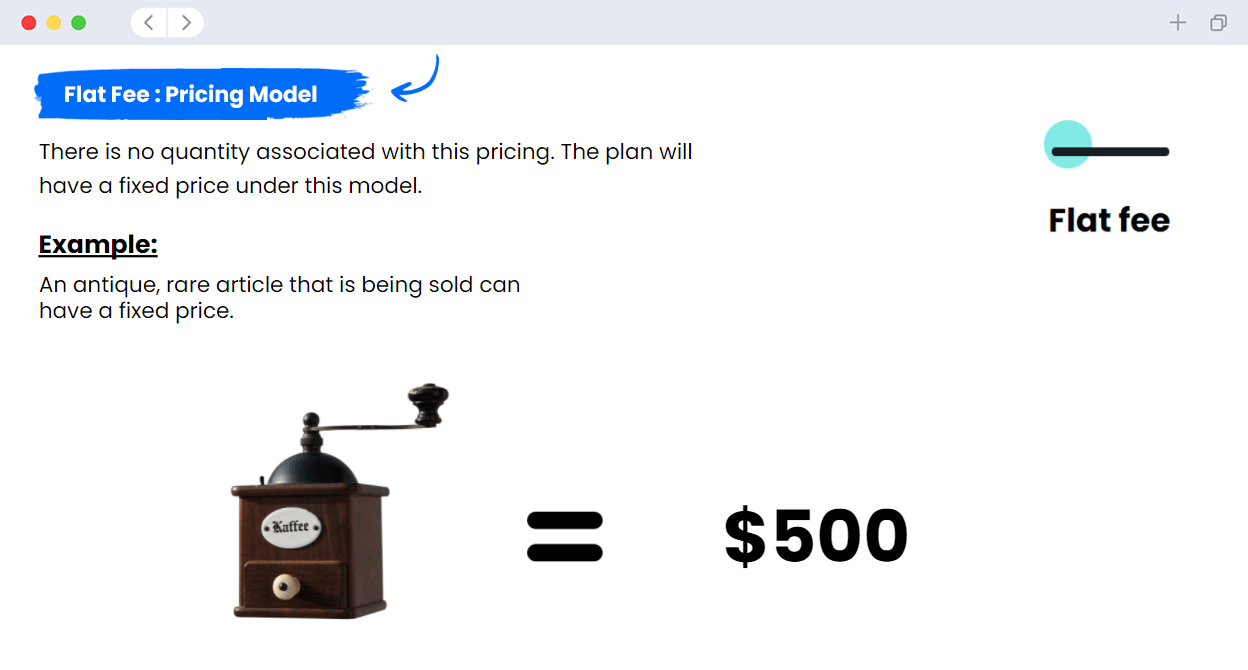 Flat Fee : Pricing Model
There is no quantity associated with this pricing. The plan will
have a fixed price under this model.
Flat fee
Example:
An antique, rare article that is being sold can
have a fixed price.
Kaffee
$500